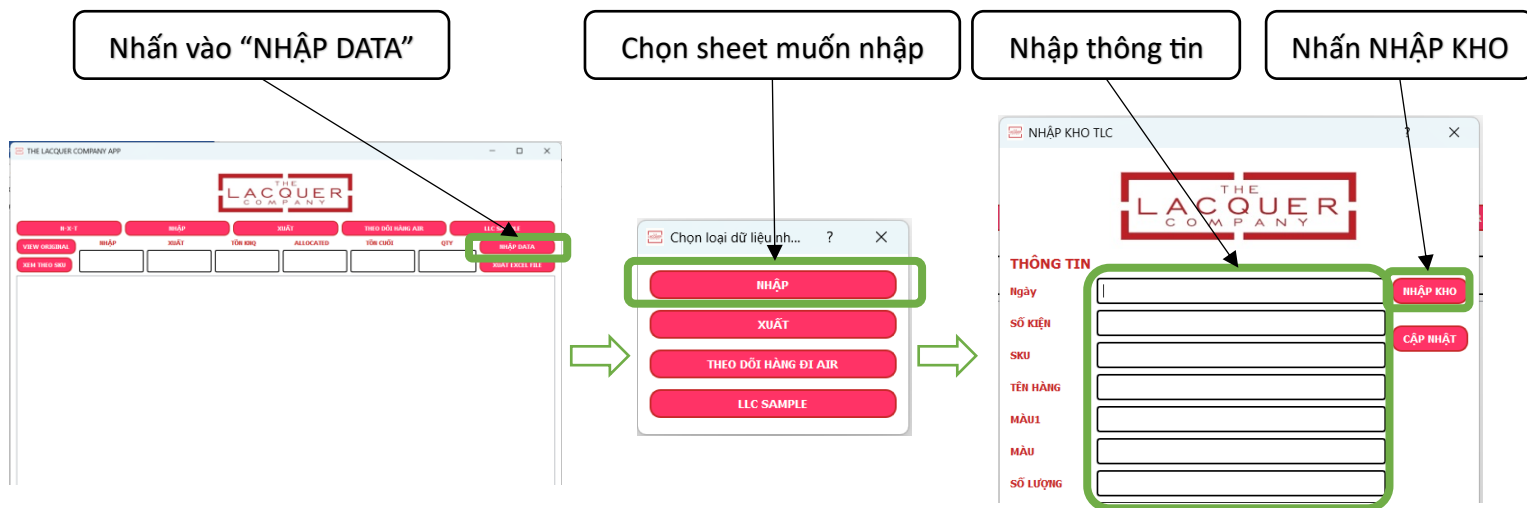 Nhấn vào “NHẬP DATA”
Chọn sheet muốn nhập
Nhập thông tin
Nhấn NHẬP KHO
THE LACQUER COMPANY APP
THE
LACQUER
COMPANY
N-X-T
NHẬP
XUẤT
THEO DÕI HÀNG AIR
LLC SAMPLE
VIEW ORIGINAL
NHẬP
XUẤT
TỒN KBQ
ALLOCATED
TỒN CUỐI
QTY
NHẬP DATA
XEM THEO SKU
XUẤT EXCEL FILE
Chọn loại dữ liệu nh... ?
NHẬP
XUẤT
THEO DÕI HÀNG ĐI AIR
LLC SAMPLE
NHẬP KHO TLC ?
THE
LACQUER
COMPANY
THÔNG TIN
Ngày
NHẬP KHO
SỐ KIỆN
CẬP NHẬT
SKU
TÊN HÀNG
MÀU1
MÀU
SỐ LƯỢNG